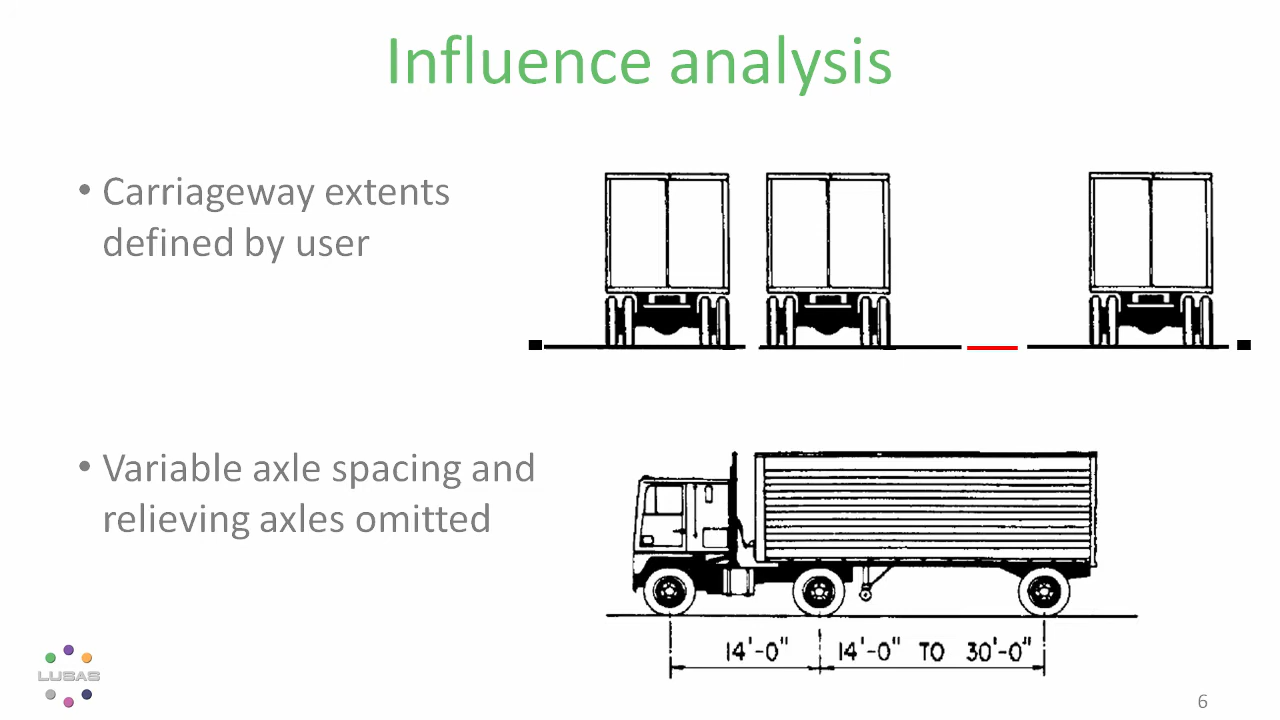 Influence analysis
• Carriageway extents
defined by user
• Variable axle spacing and
relieving axles omitted
14'-0" 14'-0" TO 30'-0"
LUSAS
6